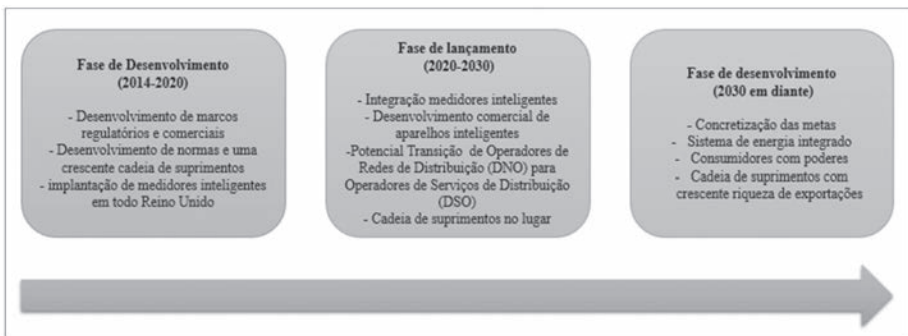 Fase de Desenvolvimento
(2014-2020)
- Desenvolvimento de marcos
regulatórios e comerciais
- Desenvolvimento de normas e uma
crescente cadeia de suprimentos
- implantação de medidores inteligentes
em todo Reino Unido
Fase de lançamento
(2020-2030)
- Integração medidores inteligentes
- Desenvolvimento comercial de
aparelhos inteligentes
-Potencial Transição de Operadores de
Redes de Distribuição (DNO) para
Operadores de Serviços de Distribuição
(DSO)
- Cadeia de suprimentos no lugar
Fase de desenvolvimento
(2030 em diante)
- Concretização das metas
- Sistema de energia integrado
- Consumidores com poderes
- Cadeia de suprimentos com
crescente riqueza de exportações